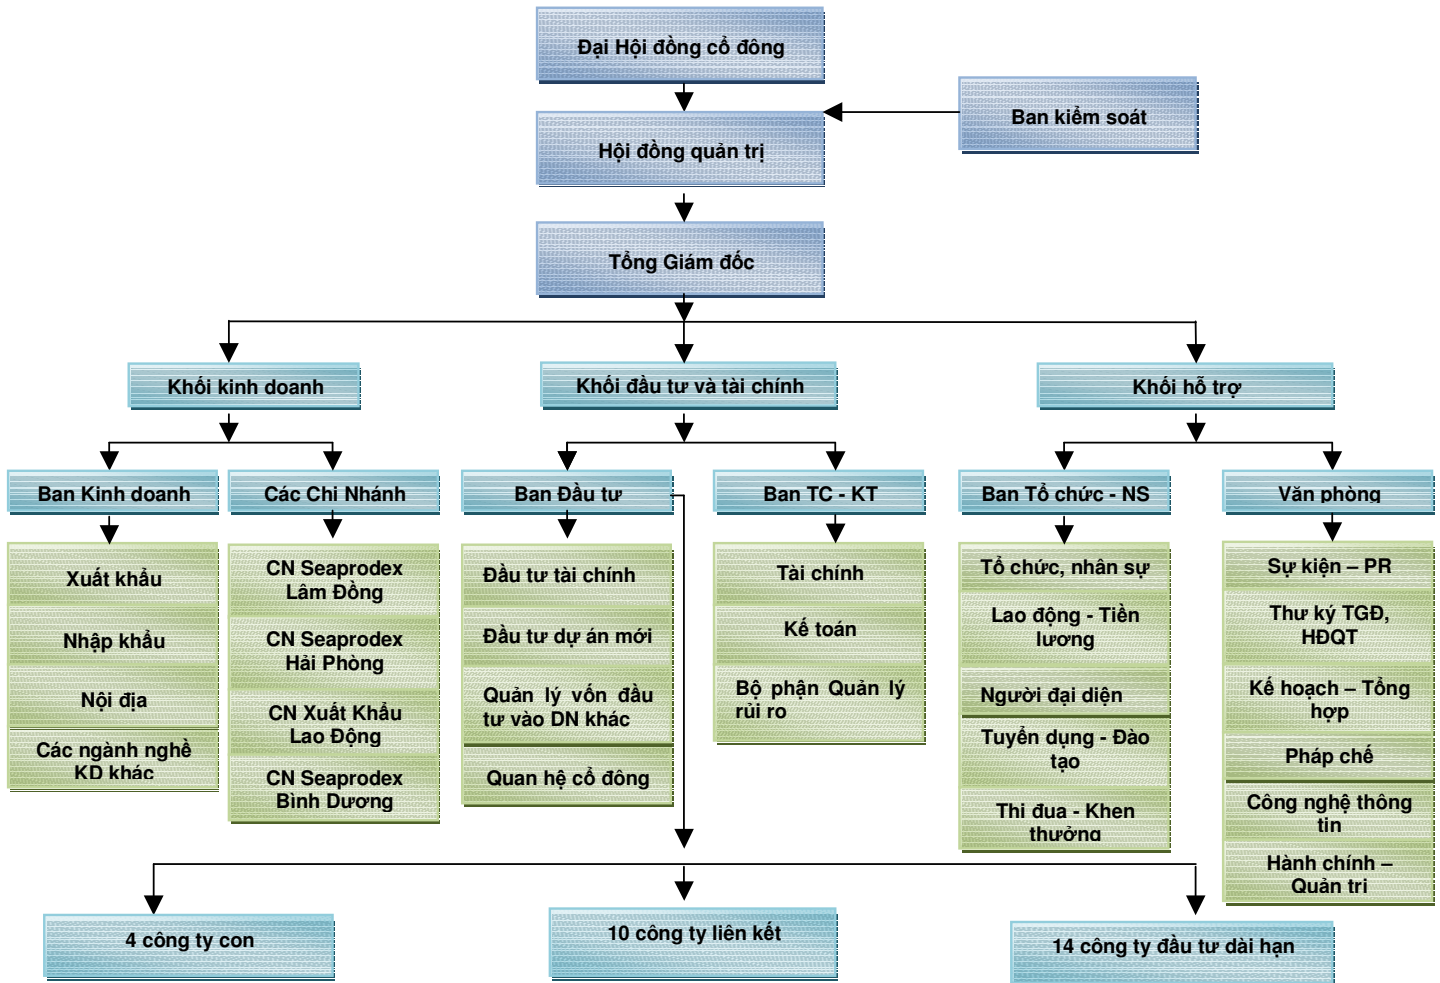 Đại Hội đồng cổ đông
Ban kiểm soát
Hội đồng quản trị
Tổng Giám đốc
Khối kinh doanh
Khối đầu tư và tài chính
Khối hỗ trợ
Ban Kinh doanh
Các Chi Nhánh
Ban Đầu tư
Ban TC - KT
Ban Tổ chức - NS
Văn phòng
Xuất khẩu
Nhập khẩu
Nội địa
Các ngành nghề
KD khác
CN Seaprodex
Lâm Đồng
CN Seaprodex
Hải Phòng
CN Xuất Khẩu
Lao Động
CN Seaprodex
Bình Dương
Đầu tư tài chính
Đầu tư dự án mới
Quản lý vốn đầu
tư vào DN khác
Quan hệ cổ đông
Tài chính
Kế toán
Bộ phận Quản lý
rủi ro
Tổ chức, nhân sự
Lao động - Tiền
lương
Người đại diện
Tuyển dụng - Đào
tạo
Thi đua - Khen
thưởng
Sự kiện – PR
Thư ký TGĐ,
HĐQT
Kế hoạch – Tổng
hợp
Pháp chế
Công nghệ thông
tin
Hành chính –
Quản trị
4 công ty con
10 công ty liên kết
14 công ty đầu tư dài hạn